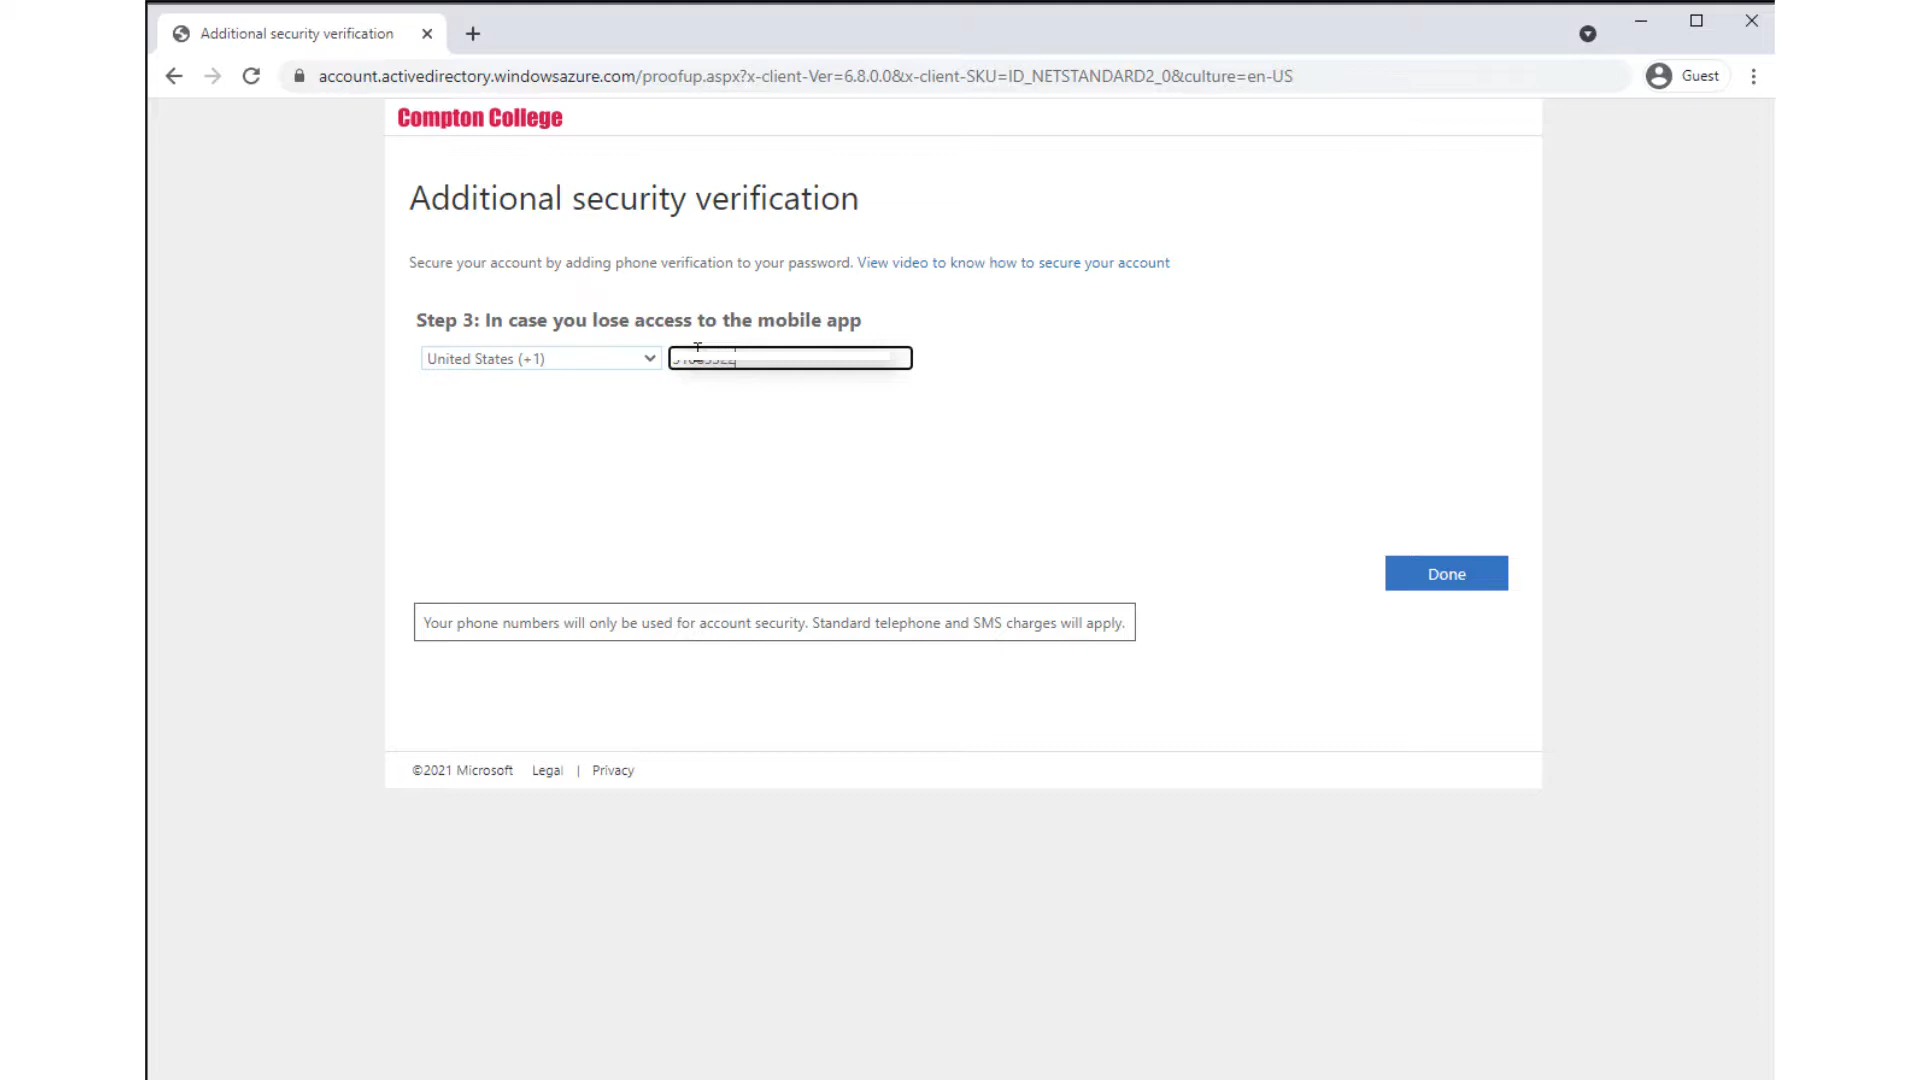 Additional security verification
account.activedirectory.windowsazure.com/proofup.aspx?x-client-Ver=6.8.0.0&x-client-SKU=ID_NETSTANDARD2_0&culture=en-US
Guest
Compton College
Additional security verification
Secure your account by adding phone verification to your password. View video to know how to secure your account
Step 3: In case you lose access to the mobile app
United States (+1)
Done
Your phone numbers will only be used for account security. Standard telephone and SMS charges will apply.
©2021 Microsoft Legal | Privacy